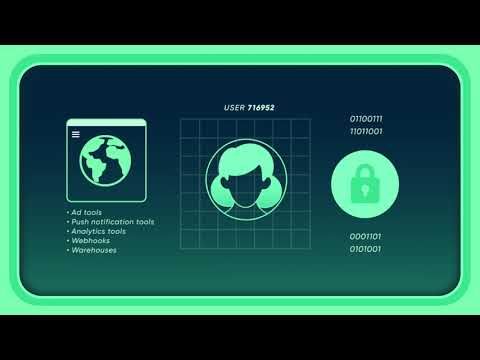 USER 716952
01100111
11011001
• Ad tools
• Push notification tools
• Analytics tools
• Webhooks
• Warehouses
0001101
0101001